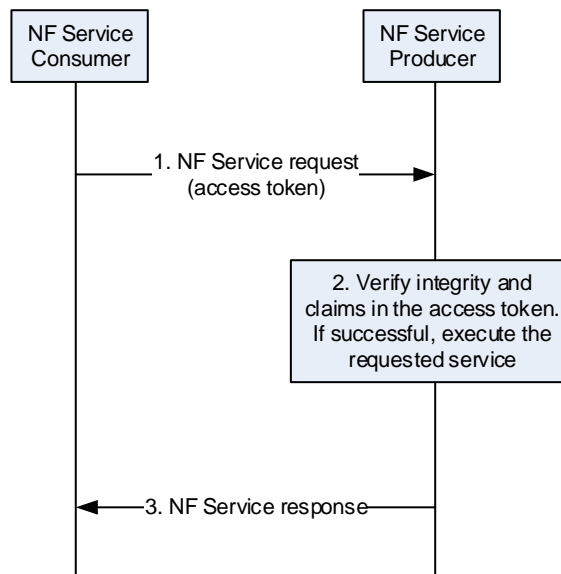 NF Service
Consumer
NF Service
Producer
1. NF Service request
(access token)
2. Verify integrity and
claims in the access token.
If successful, execute the
requested service
3. NF Service response